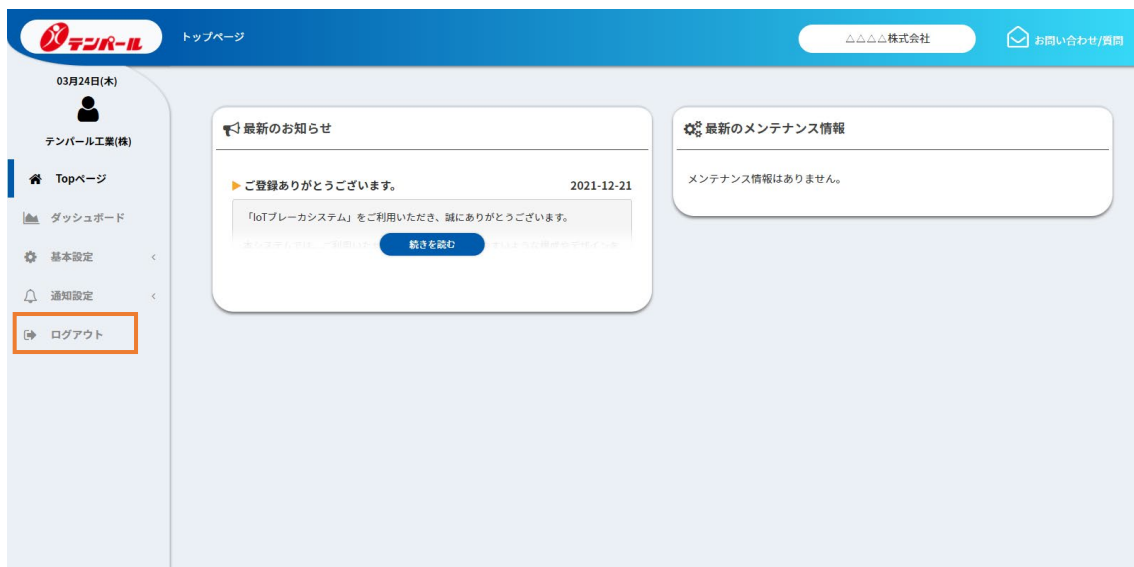 テンパール
トップページ
△△△△株式会社
お問い合わせ/質問
03月24日(木)
テンパール工業(株)
Topページ
ダッシュボード
基本設定
通知設定
ログアウト
最新のお知らせ
ご登録ありがとうございます。 2021-12-21
「IoTブレーカシステム」をご利用いただき、誠にありがとうございます。
続きを読む
最新のメンテナンス情報
メンテナンス情報はありません。